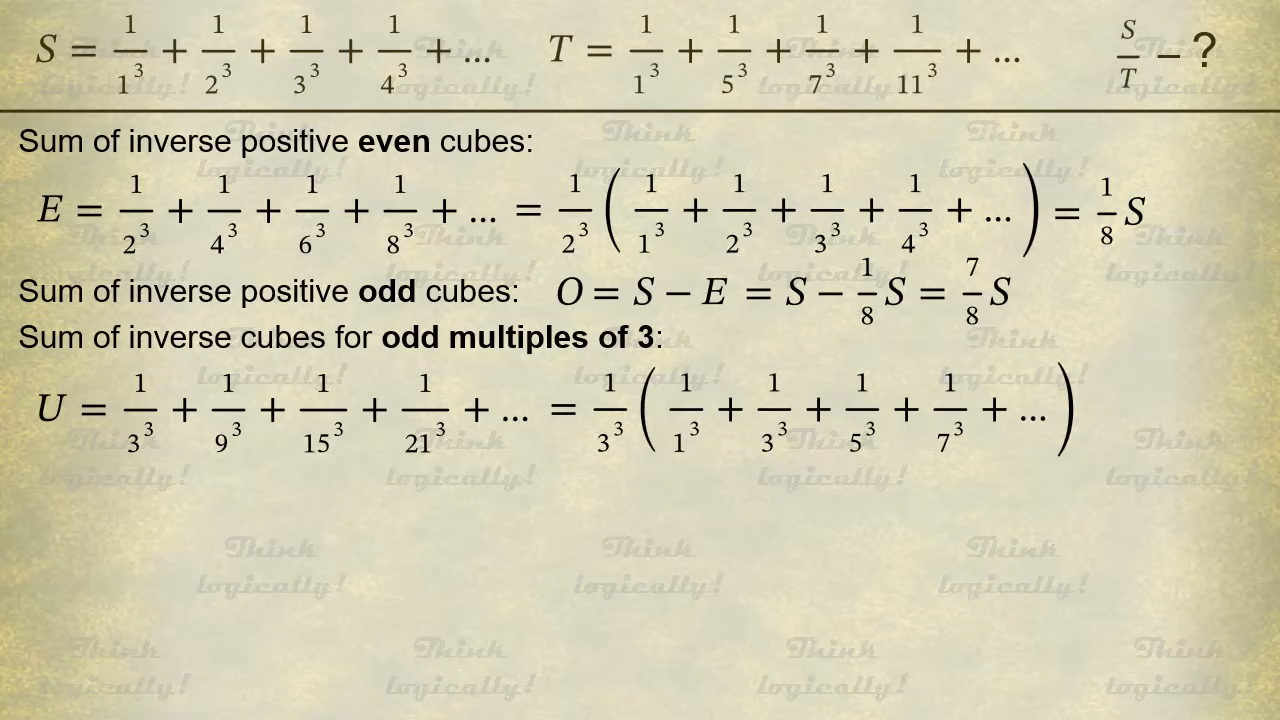 S = 1/1³ + 1/2³ + 1/3³ + 1/4³ + ... T = 1/1³ + 1/5³ + 1/7³ + 1/11³ + ... S/T – ?
Sum of inverse positive even cubes:
E = 1/2³ + 1/4³ + 1/6³ + 1/8³ + ... = 1/2³ ( 1/1³ + 1/2³ + 1/3³ + 1/4³ + ... ) = 1/8 S
Sum of inverse positive odd cubes: O = S − E = S − 1/8 S = 7/8 S
Sum of inverse cubes for odd multiples of 3:
U = 1/3³ + 1/9³ + 1/15³ + 1/21³ + ... = 1/3³ ( 1/1³ + 1/3³ + 1/5³ + 1/7³ + ... )
Think logically!